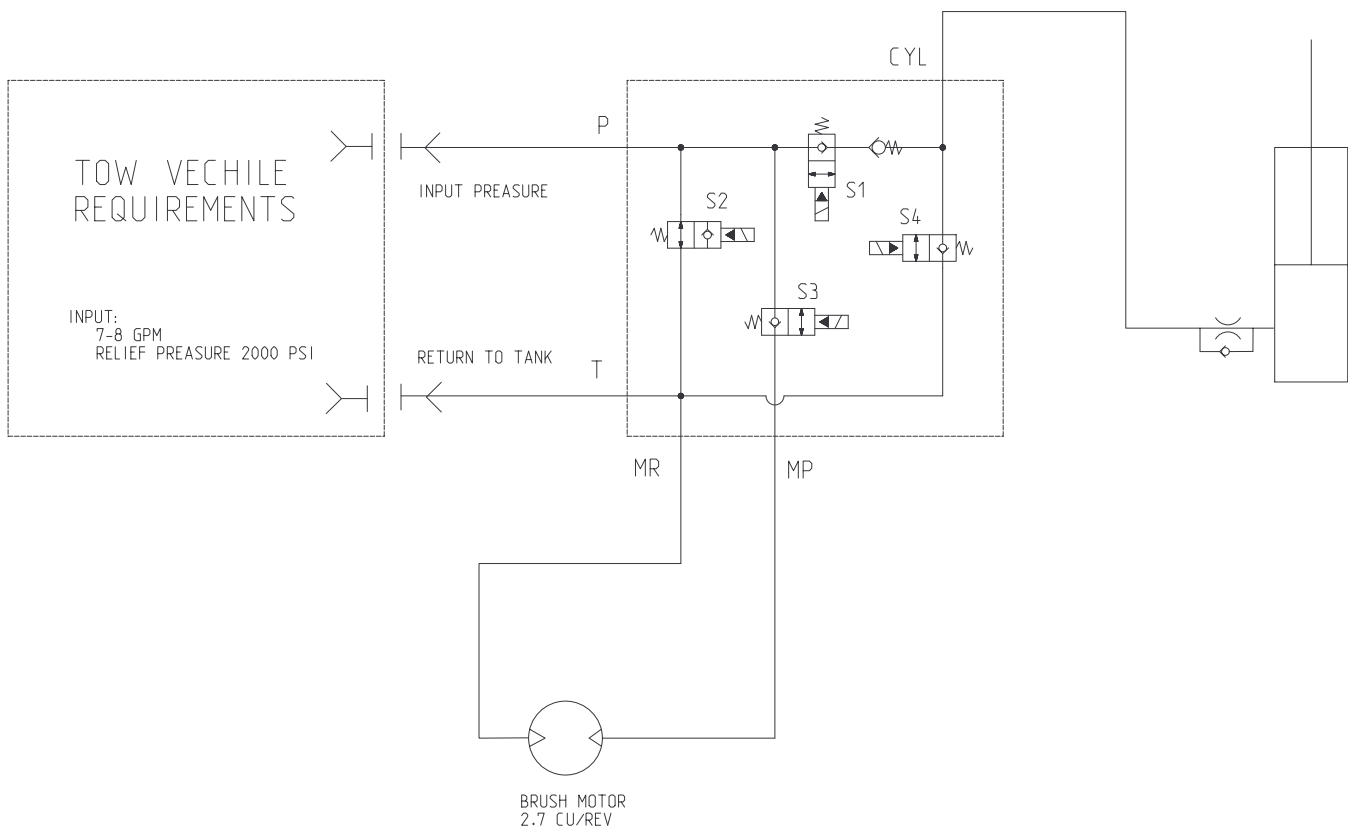 CYL
P
TOW VECHILE
REQUIREMENTS
INPUT PREASURE
S1
S2
S4
S3
INPUT:
7-8 GPM
RELIEF PREASURE 2000 PSI
RETURN TO TANK
T
MR
MP
BRUSH MOTOR
2.7 CU/REV